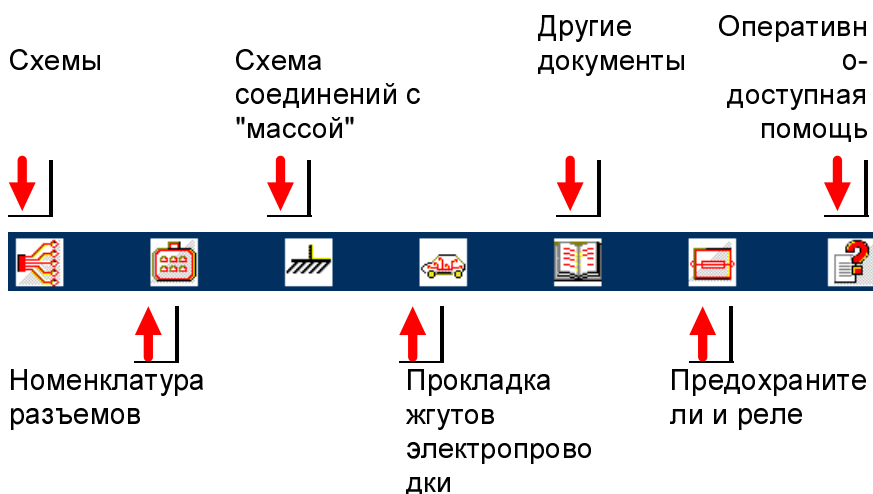 Схемы
Схема
соединений с
"массой"
Другие
документы
Оперативн
о-
доступная
помощь
Номенклатура
разъемов
Прокладка
жгутов
электропрово
дки
Предохраните
ли и реле